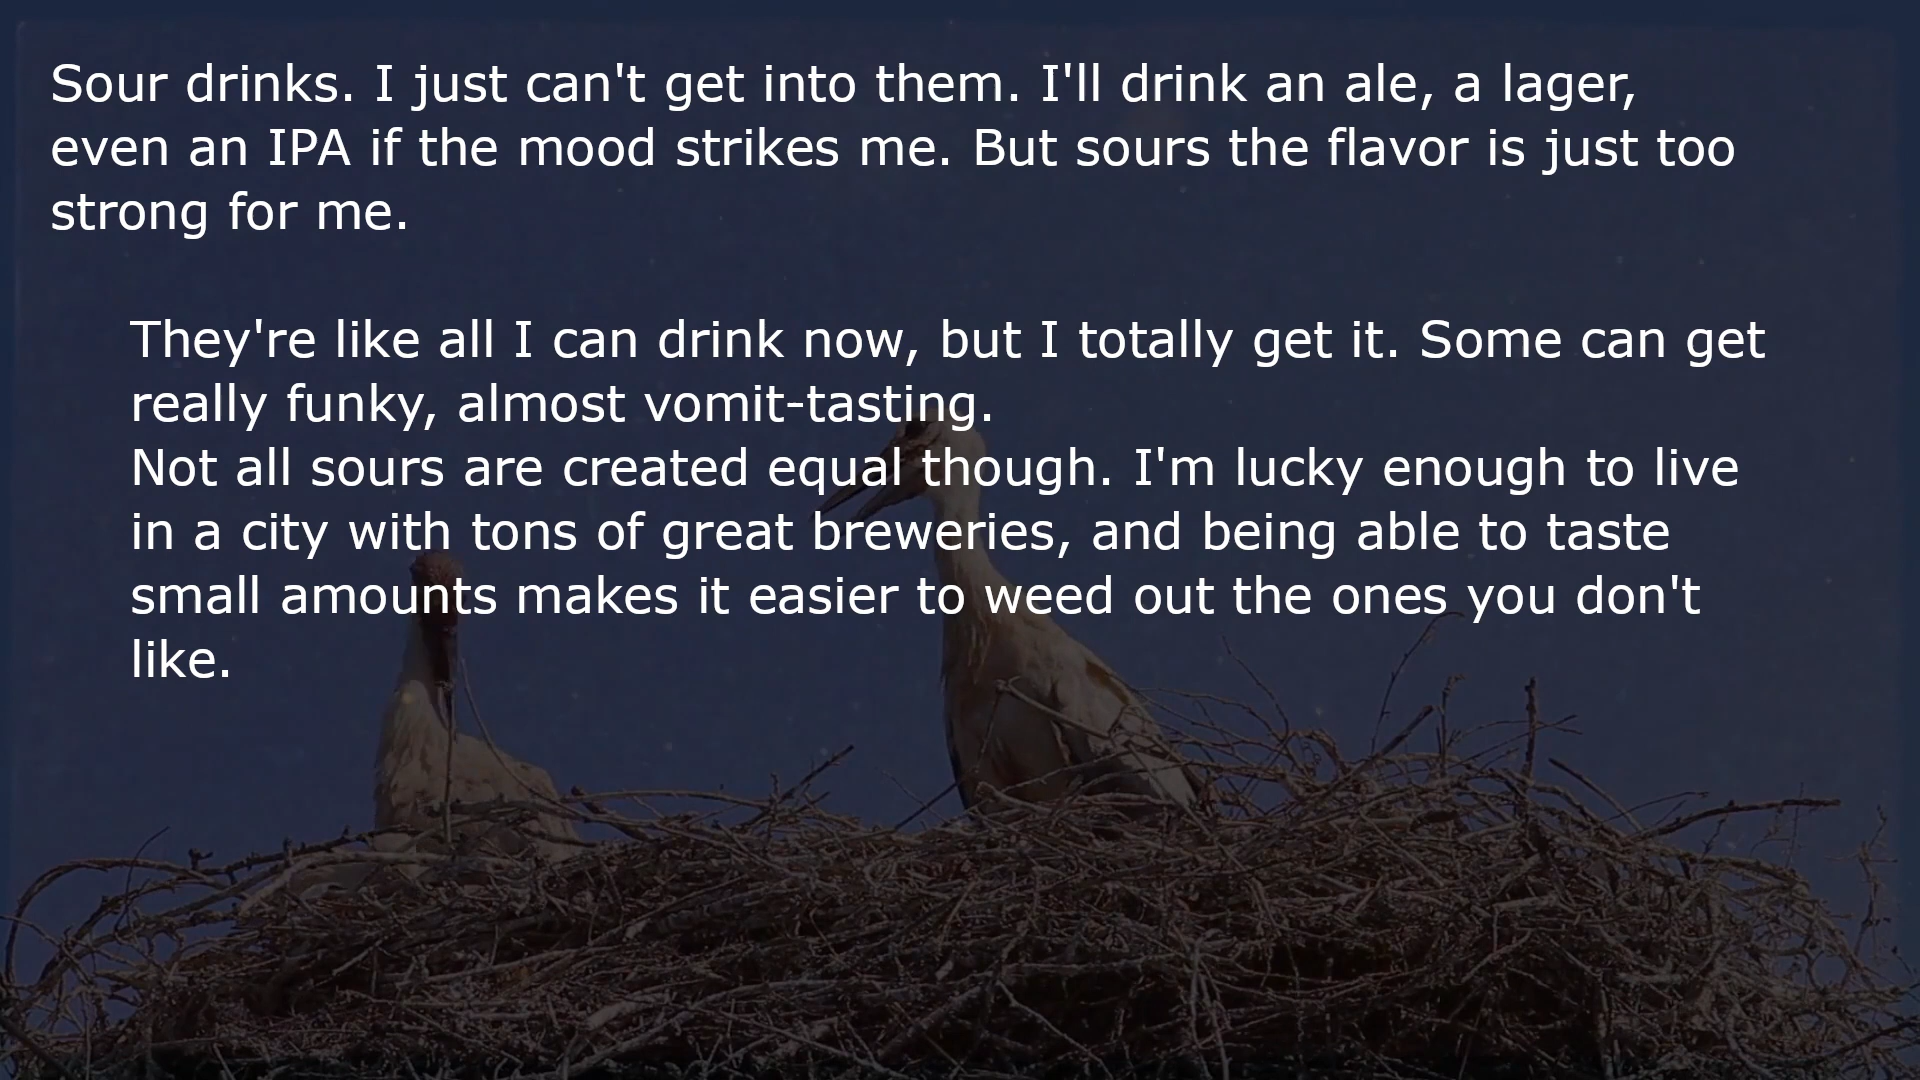 Sour drinks. I just can't get into them. I'll drink an ale, a lager,
even an IPA if the mood strikes me. But sours the flavor is just too
strong for me.
They're like all I can drink now, but I totally get it. Some can get
really funky, almost vomit-tasting.
Not all sours are created equal though. I'm lucky enough to live
in a city with tons of great breweries, and being able to taste
small amounts makes it easier to weed out the ones you don't
like.